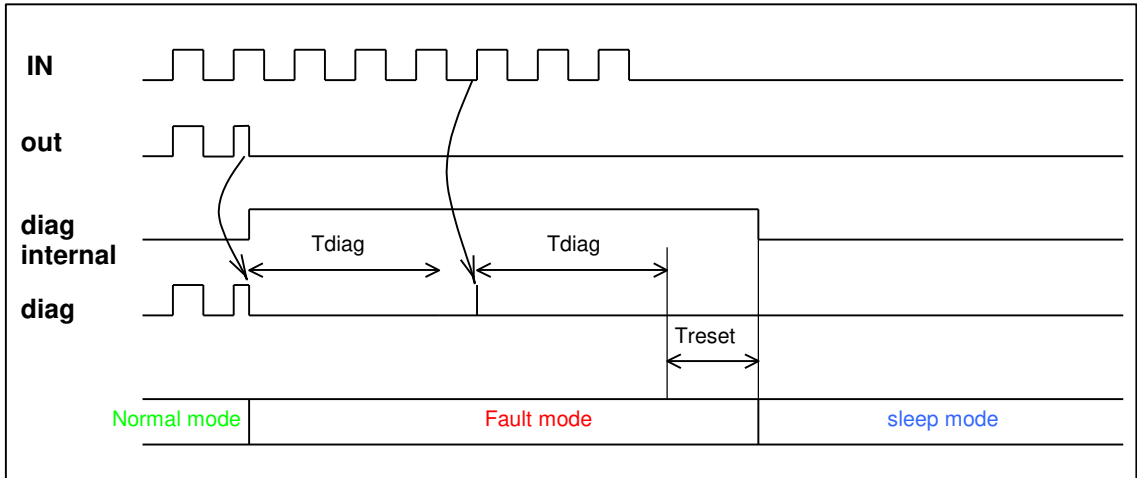 IN
out
diag
internal
Tdiag
Tdiag
diag
Treset
Normal mode
Fault mode
sleep mode